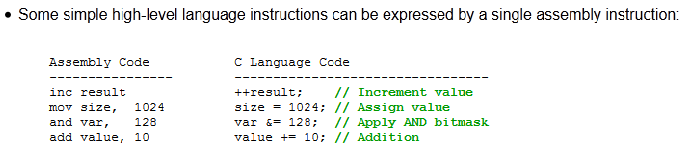 • Some simple high-level language instructions can be expressed by a single assembly instruction:
Assembly Code          C Language Code
----------------       ---------------------------------
inc result             ++result;    // Increment value
mov size,  1024        size = 1024; // Assign value
and var,   128         var &= 128;  // Apply AND bitmask
add value, 10          value += 10; // Addition